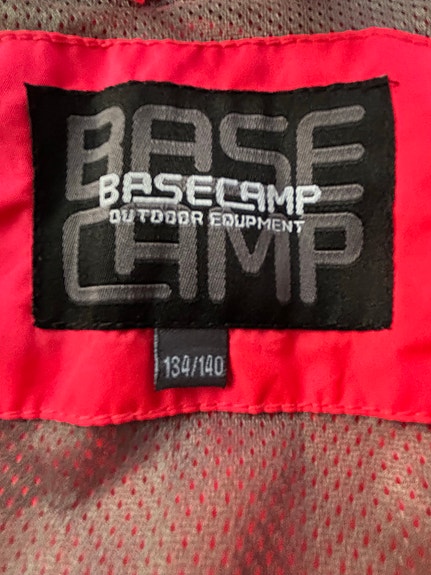 BASE
BASECAMP
OUTDOOR EQUIPMENT
CAMP
134/140